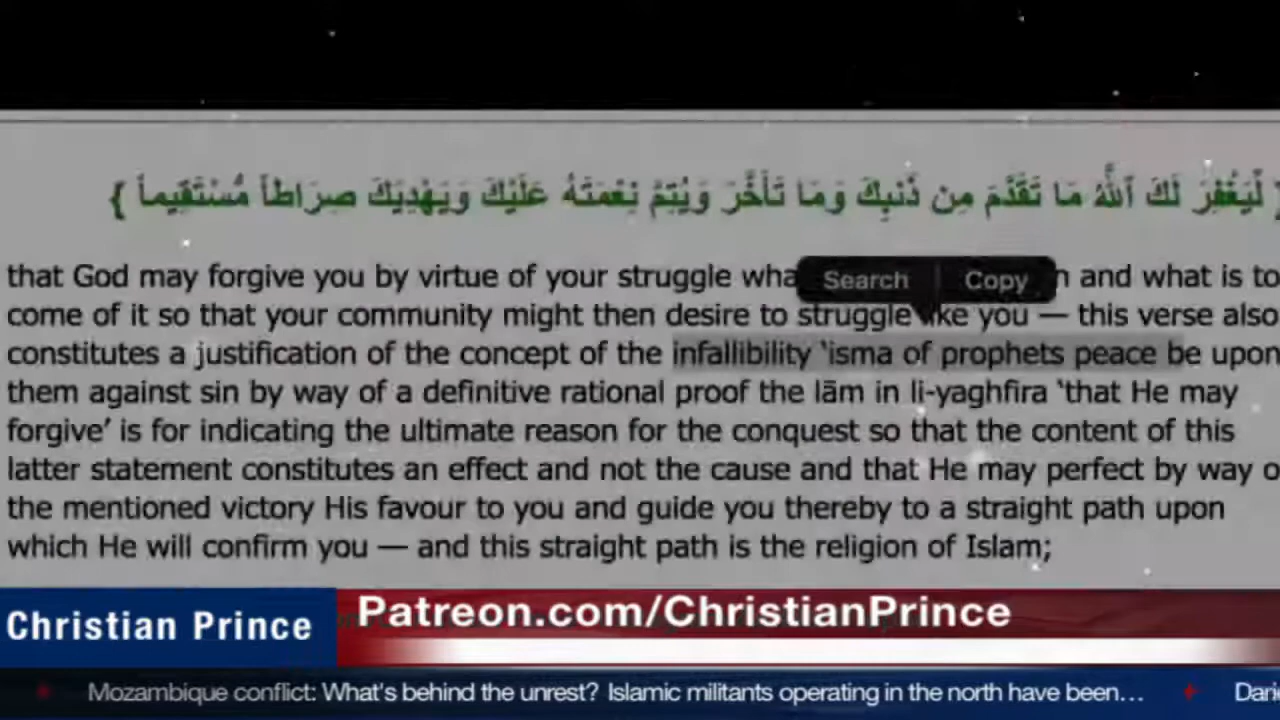 لِّيَغْفِرَ لَكَ ٱللَّهُ مَا تَقَدَّمَ مِن ذَنبِكَ وَمَا تَأَخَّرَ وَيُتِمَّ نِعْمَتَهُ عَلَيْكَ وَيَهْدِيَكَ صِرَاطاً مُّسْتَقِيماً }
that God may forgive you by virtue of your struggle and what is to
Search Copy
come of it so that your community might then desire to struggle like you — this verse also
constitutes a justification of the concept of the infallibility ‘isma of prophets peace be upon
them against sin by way of a definitive rational proof the lām in li-yaghfira ‘that He may
forgive’ is for indicating the ultimate reason for the conquest so that the content of this
latter statement constitutes an effect and not the cause and that He may perfect by way
the mentioned victory His favour to you and guide you thereby to a straight path upon
which He will confirm you — and this straight path is the religion of Islam;
Christian Prince
Patreon.com/ChristianPrince
Mozambique conflict: What's behind the unrest? Islamic militants operating in the north have been…